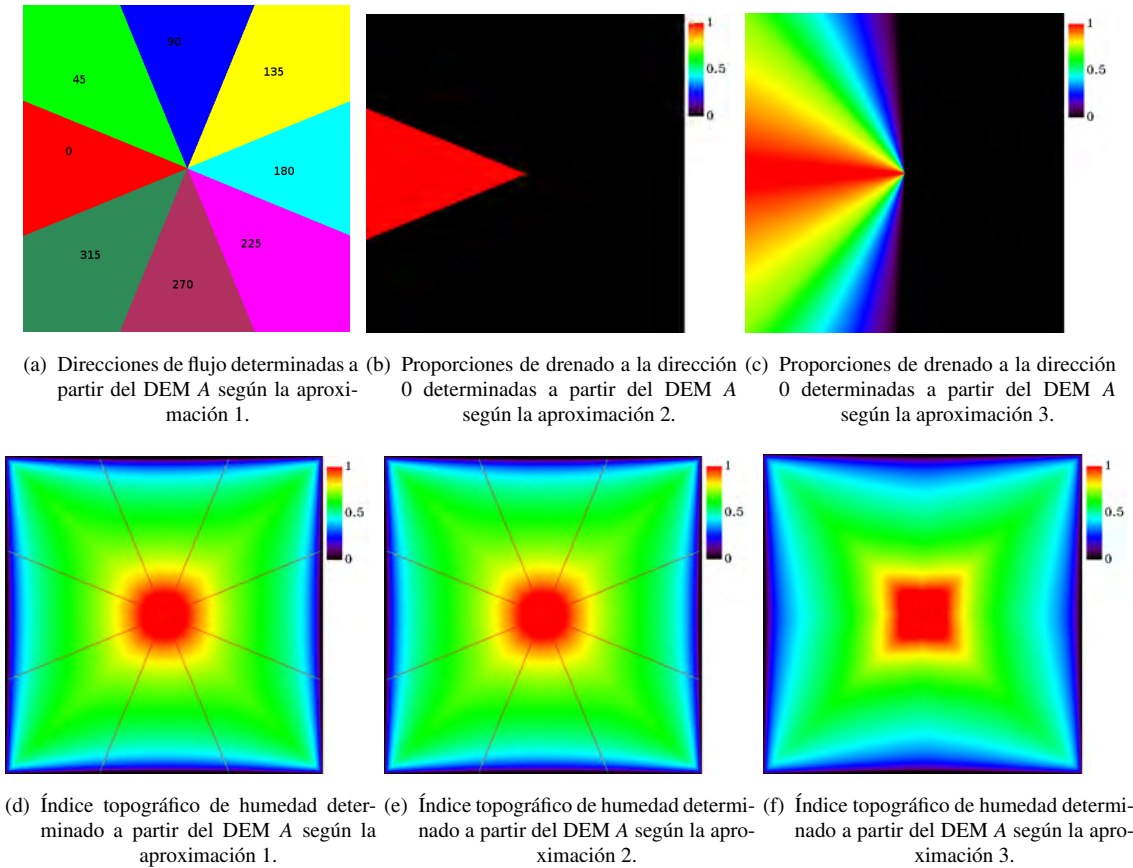 90
45
135
0
180
315
225
270
1
0.5
0
1
0.5
0
(a) Direcciones de flujo determinadas a
partir del DEM A según la aproxi-
mación 1.
(b) Proporciones de drenado a la dirección
0 determinadas a partir del DEM A
según la aproximación 2.
(c) Proporciones de drenado a la dirección
0 determinadas a partir del DEM A
según la aproximación 3.
1
0.5
0
1
0.5
0
1
0.5
0
(d) Índice topográfico de humedad deter-
minado a partir del DEM A según la
aproximación 1.
(e) Índice topográfico de humedad determi-
nado a partir del DEM A según la apro-
ximación 2.
(f) Índice topográfico de humedad determi-
nado a partir del DEM A según la apro-
ximación 3.